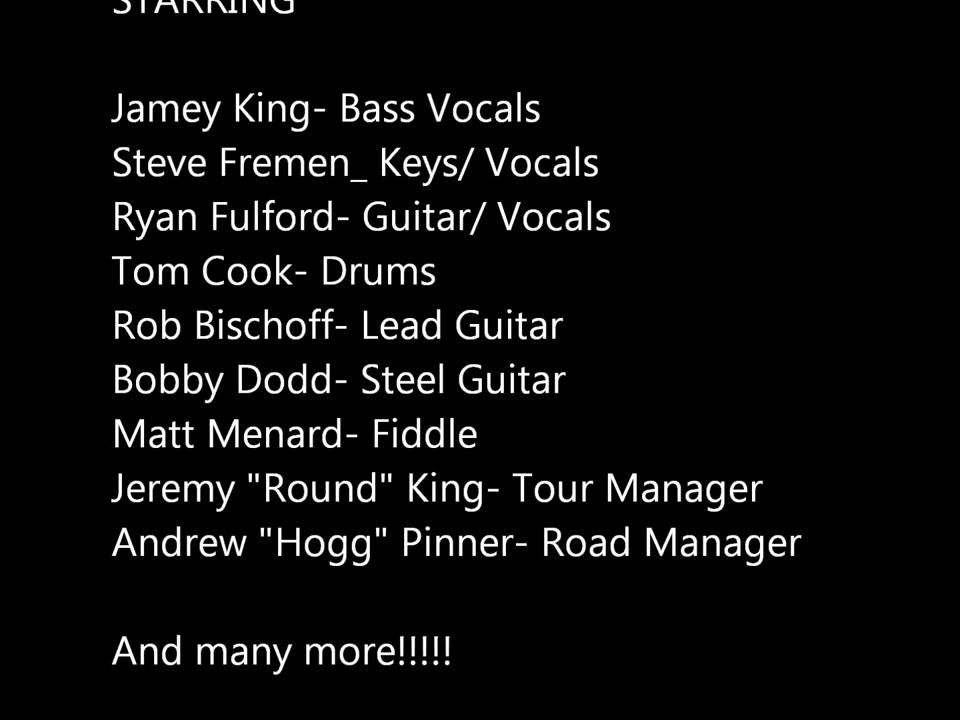 STARRING
Jamey King- Bass Vocals
Steve Fremen_ Keys/ Vocals
Ryan Fulford- Guitar/ Vocals
Tom Cook- Drums
Rob Bischoff- Lead Guitar
Bobby Dodd- Steel Guitar
Matt Menard- Fiddle
Jeremy "Round" King- Tour Manager
Andrew "Hogg" Pinner- Road Manager
And many more!!!!!